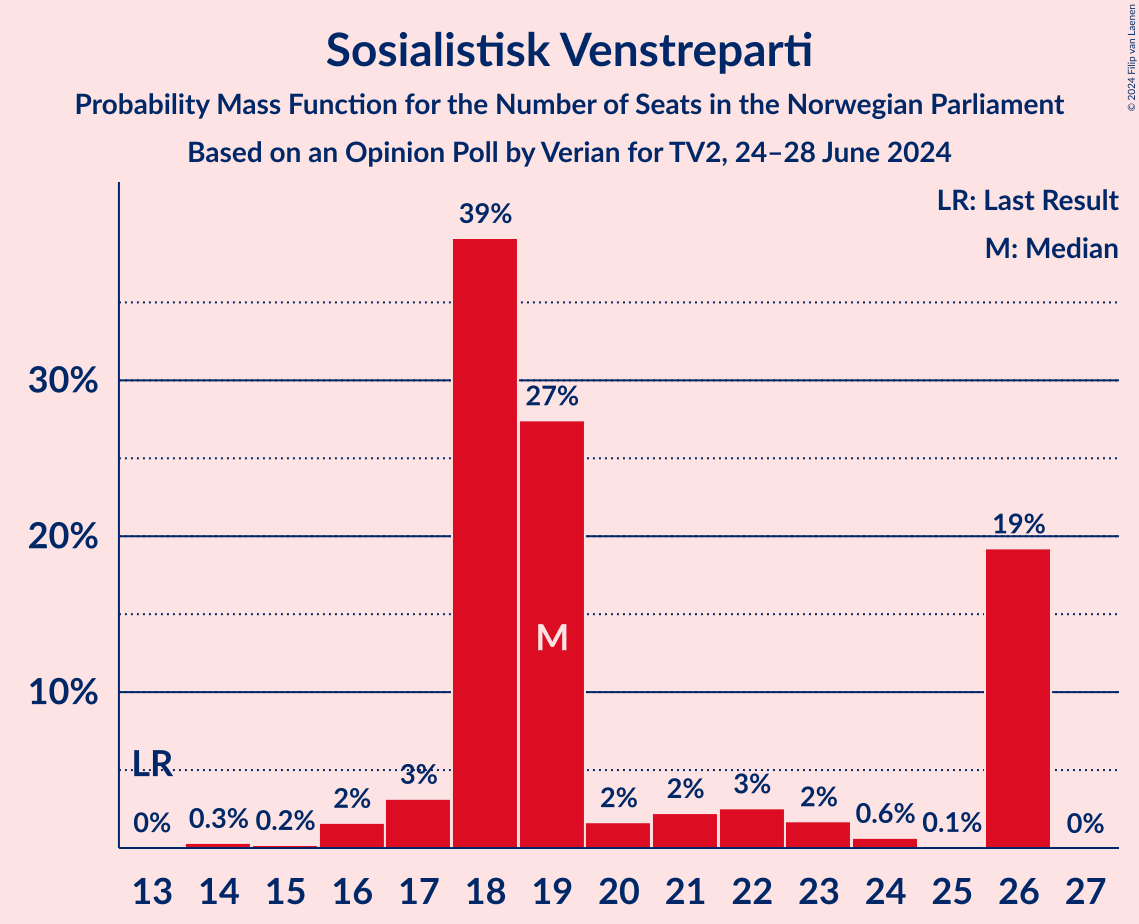 Sosialistisk Venstreparti
Probability Mass Function for the Number of Seats in the Norwegian Parliament
Based on an Opinion Poll by Verian for TV2, 24–28 June 2024
© 2024 Filip van Laenen
LR: Last Result
M: Median
39%
30%
27%
20%
19%
M
10%
LR
0%
0.3%
0.2%
2%
3%
2%
2%
3%
2%
0.6%
0.1%
0%
13 14 15 16 17 18 19 20 21 22 23 24 25 26 27